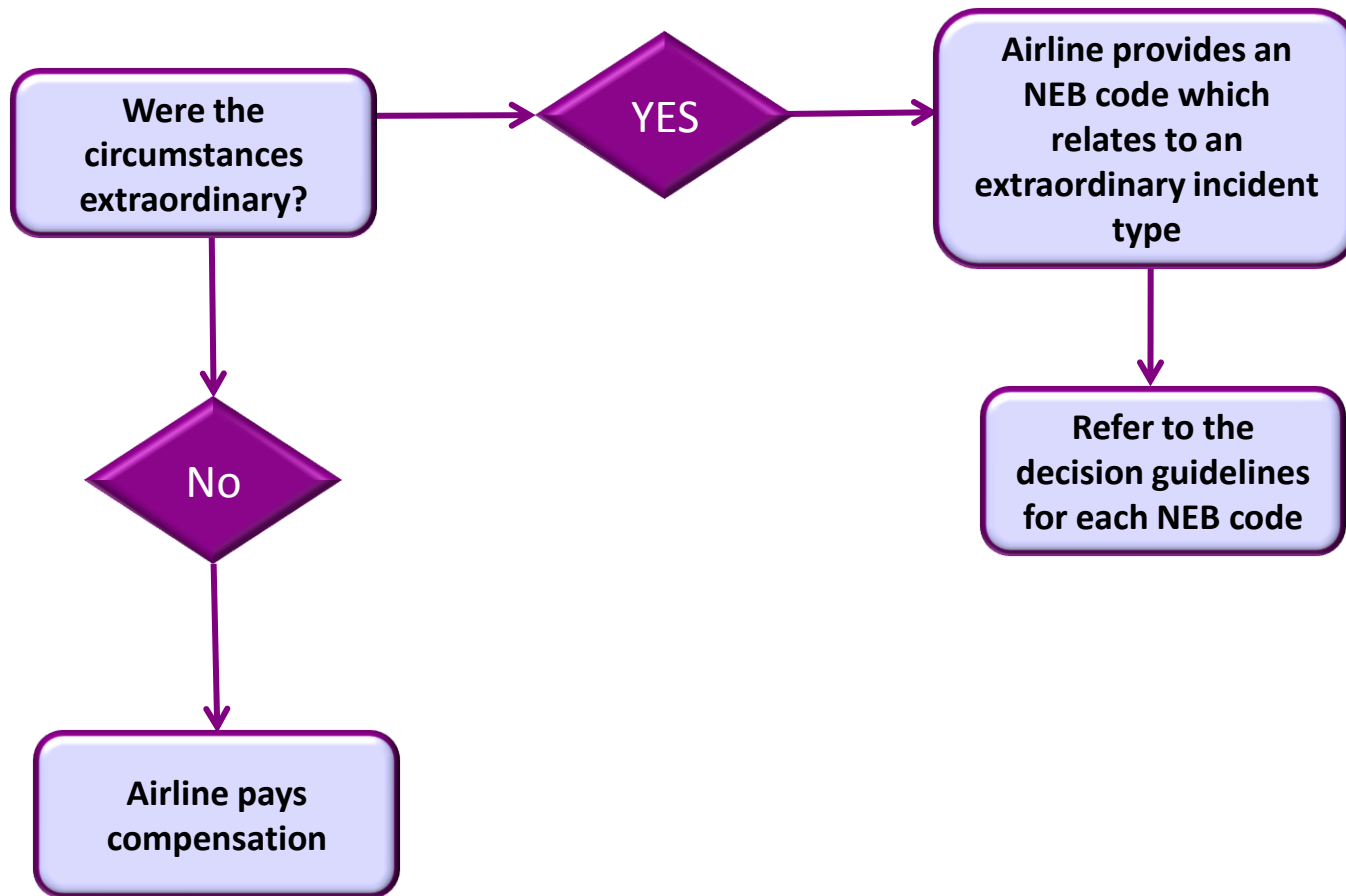 Were the
circumstances
extraordinary?
YES
Airline provides an
NEB code which
relates to an
extraordinary incident
type
Refer to the
decision guidelines
for each NEB code
No
Airline pays
compensation